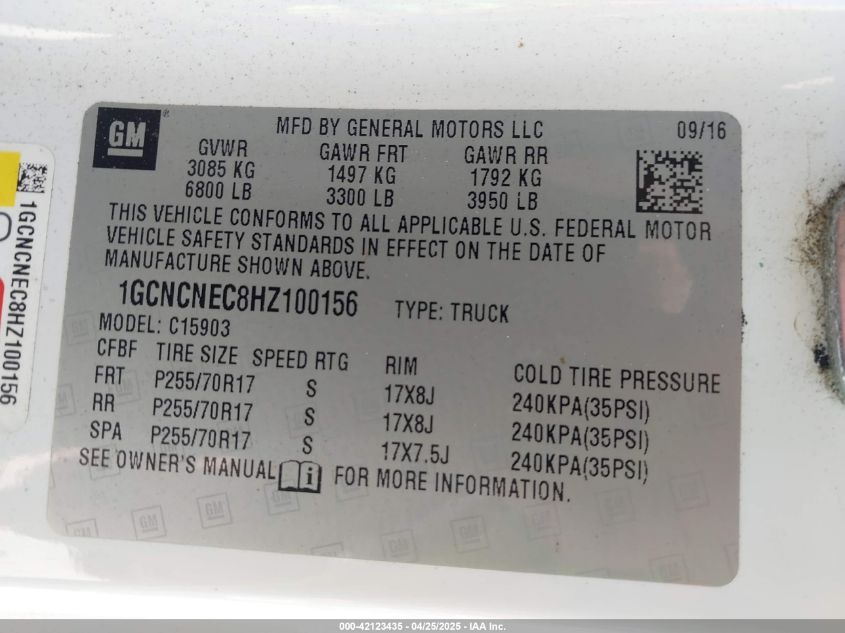 GM
MFD BY GENERAL MOTORS LLC 09/16
GVWR GAWR FRT GAWR RR
3085 KG 1497 KG 1792 KG
6800 LB 3300 LB 3950 LB
THIS VEHICLE CONFORMS TO ALL APPLICABLE U.S. FEDERAL MOTOR
VEHICLE SAFETY STANDARDS IN EFFECT ON THE DATE OF
MANUFACTURE SHOWN ABOVE.
1GCNCNEC8HZ100156 TYPE: TRUCK
MODEL: C15903
CFBF TIRE SIZE SPEED RTG RIM COLD TIRE PRESSURE
FRT P255/70R17 S 17X8J 240KPA(35PSI)
RR P255/70R17 S 17X8J 240KPA(35PSI)
SPA P255/70R17 S 17X7.5J 240KPA(35PSI)
SEE OWNER'S MANUAL FOR MORE INFORMATION.
1GCNCNEC8HZ100156
000-42123435 - 04/25/2025 - IAA Inc.